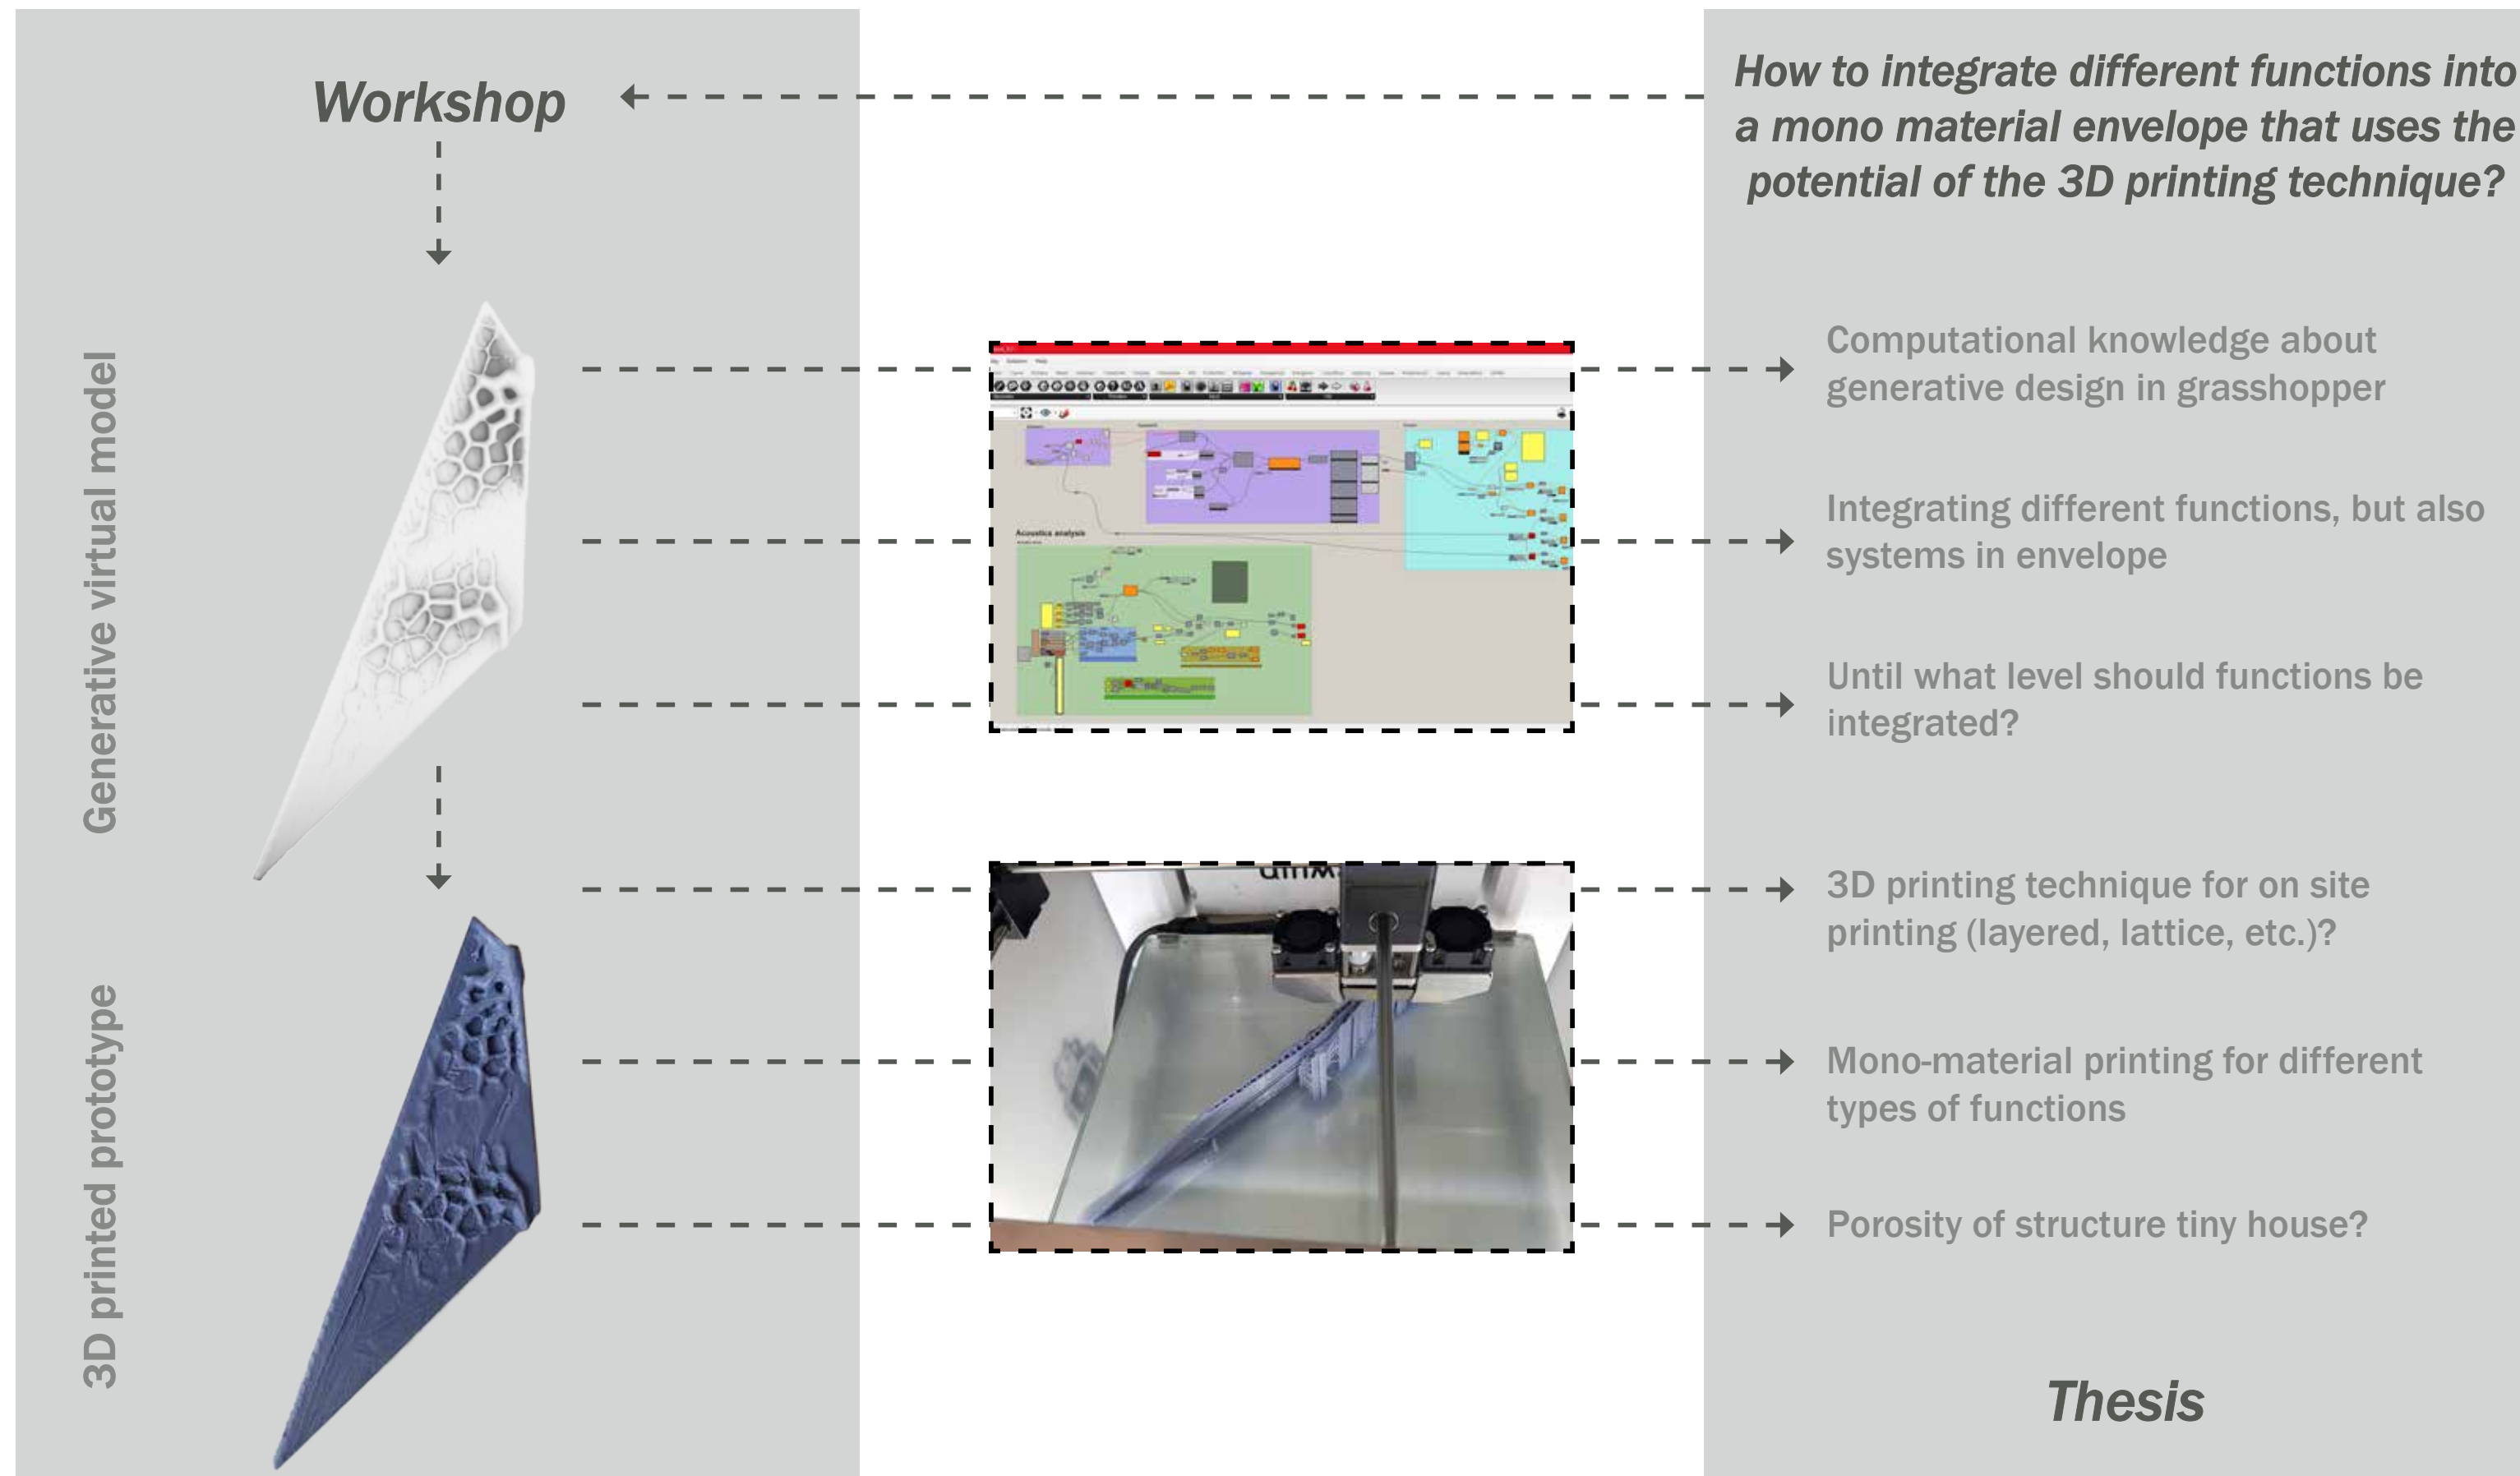 Workshop
How to integrate different functions into
a mono material envelope that uses the
potential of the 3D printing technique?
Generative virtual model
Computational knowledge about
generative design in grasshopper
Integrating different functions, but also
systems in envelope
Until what level should functions be
integrated?
Acoustics analysis
3D printed prototype
3D printing technique for on site
printing (layered, lattice, etc.)?
Mono-material printing for different
types of functions
Porosity of structure tiny house?
Thesis